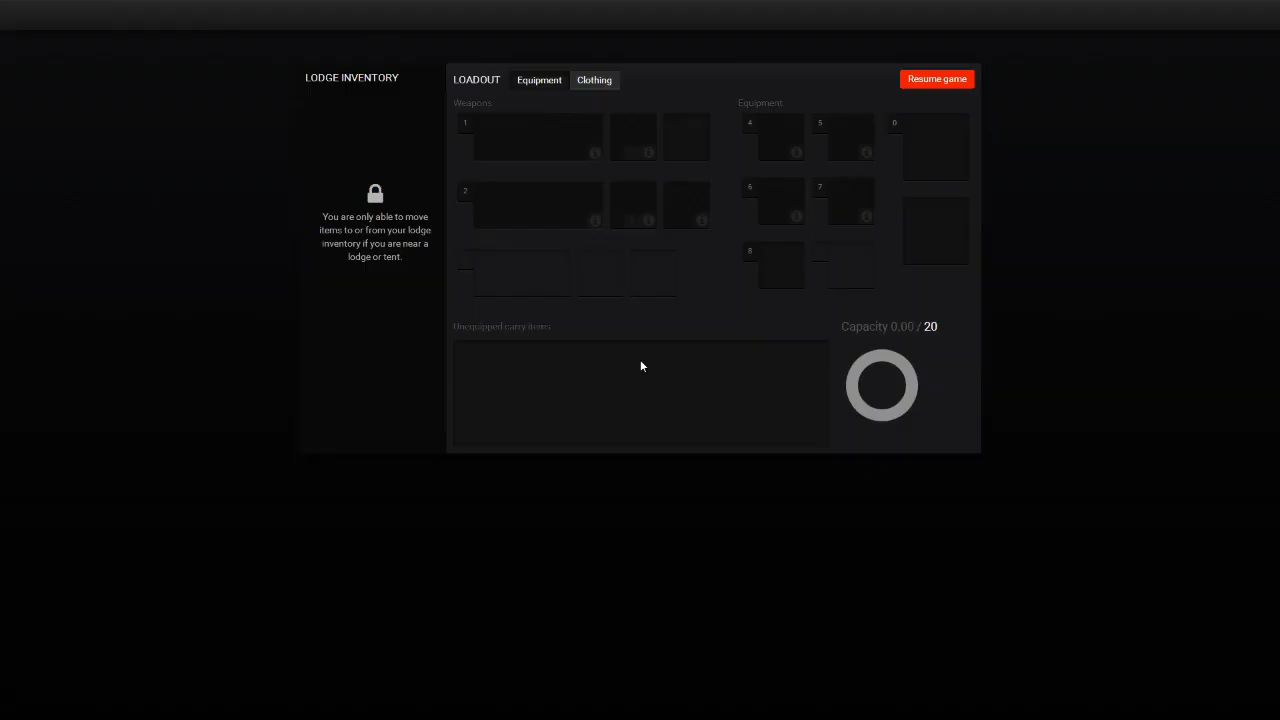 LODGE INVENTORY
You are only able to move
items to or from your lodge
inventory if you are near a
lodge or tent.
LOADOUT Equipment Clothing
Resume game
Weapons
1
2
Equipment
4 5 0
6 7
8
Unequipped carry items
Capacity 0.00 / 20